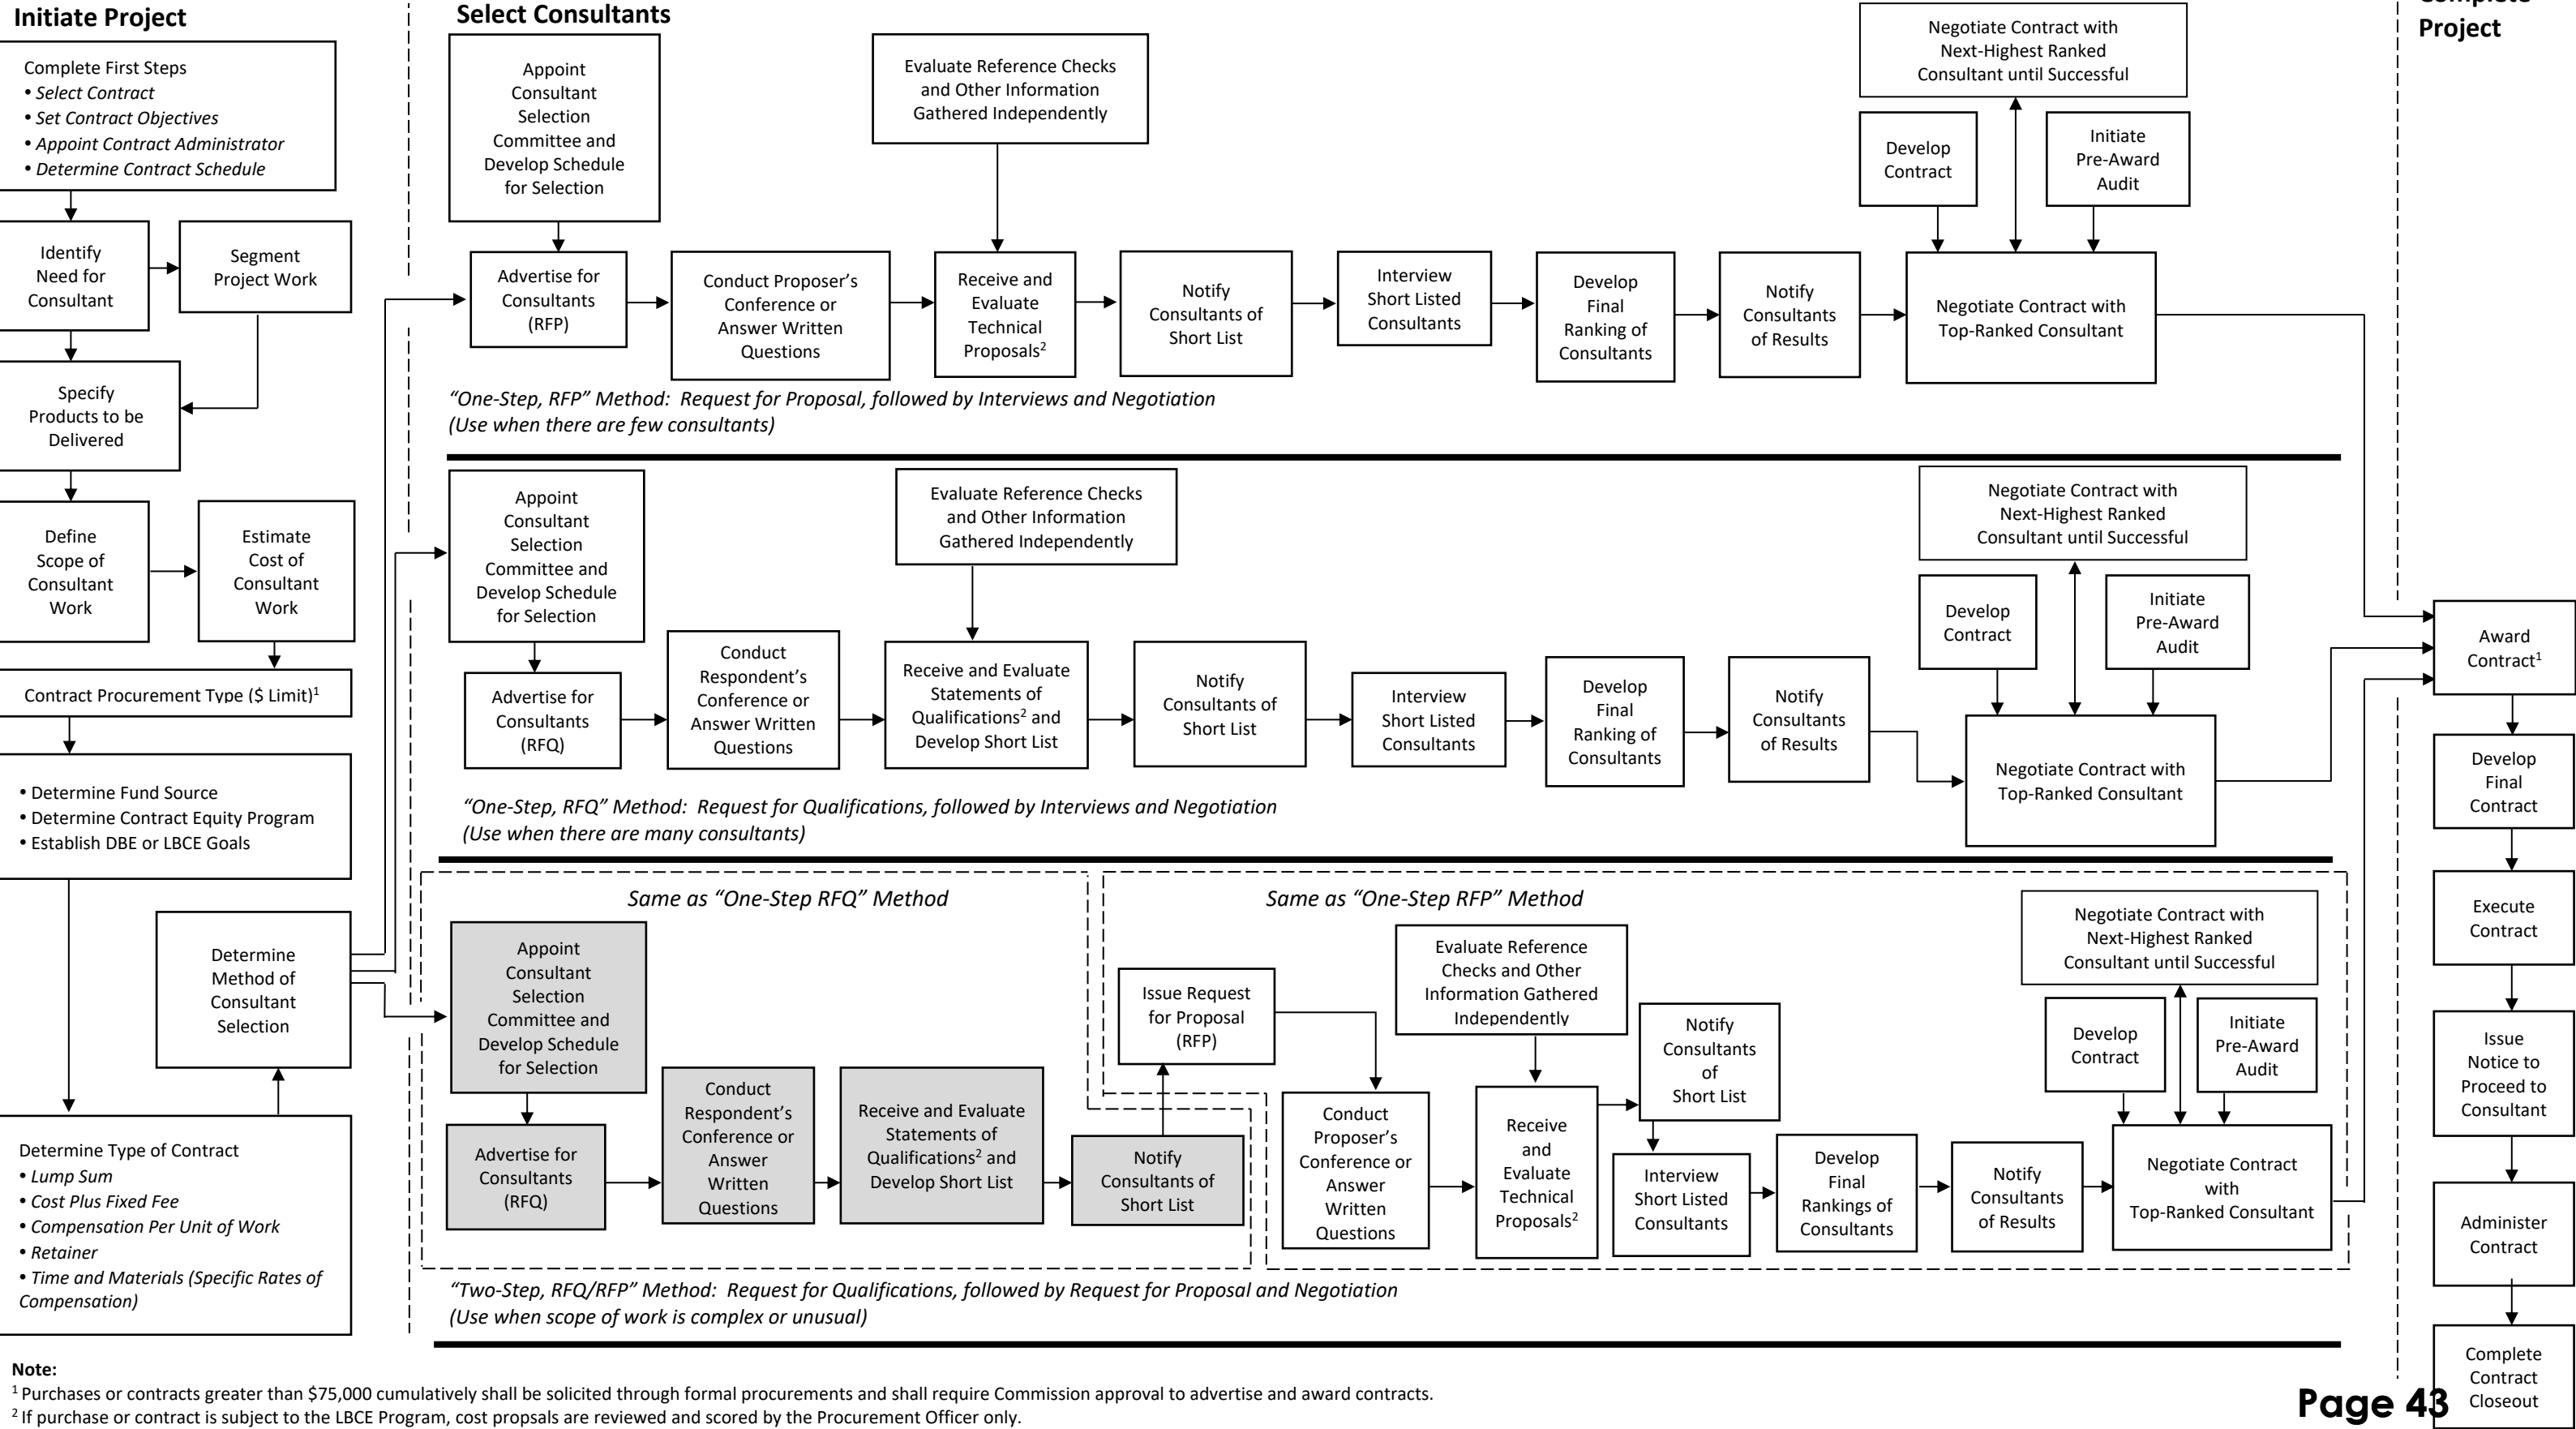 Initiate Project
Complete First Steps
• Select Contract
• Set Contract Objectives
• Appoint Contract Administrator
• Determine Contract Schedule
Identify
Need for
Consultant
Segment
Project Work
Specify
Products to be
Delivered
Define
Scope of
Consultant
Work
Estimate
Cost of
Consultant
Work
Contract Procurement Type ($ Limit)1
• Determine Fund Source
• Determine Contract Equity Program
• Establish DBE or LBCE Goals
Determine
Method of
Consultant
Selection
Determine Type of Contract
• Lump Sum
• Cost Plus Fixed Fee
• Compensation Per Unit of Work
• Retainer
• Time and Materials (Specific Rates of
Compensation)
Select Consultants
Appoint
Consultant
Selection
Committee and
Develop Schedule
for Selection
Evaluate Reference Checks
and Other Information
Gathered Independently
Negotiate Contract with
Next-Highest Ranked
Consultant until Successful
Develop
Contract
Initiate
Pre-Award
Audit
Advertise for
Consultants
(RFP)
Conduct Proposer’s
Conference or
Answer Written
Questions
Receive and
Evaluate
Technical
Proposals2
Notify
Consultants of
Short List
Interview
Short Listed
Consultants
Develop
Final
Ranking of
Consultants
Notify
Consultants
of Results
Negotiate Contract with
Top-Ranked Consultant
“One-Step, RFP” Method: Request for Proposal, followed by Interviews and Negotiation
(Use when there are few consultants)
Appoint
Consultant
Selection
Committee and
Develop Schedule
for Selection
Evaluate Reference Checks
and Other Information
Gathered Independently
Negotiate Contract with
Next-Highest Ranked
Consultant until Successful
Develop
Contract
Initiate
Pre-Award
Audit
Advertise for
Consultants
(RFQ)
Conduct
Respondent’s
Conference or
Answer Written
Questions
Receive and Evaluate
Statements of
Qualifications2 and
Develop Short List
Notify
Consultants of
Short List
Interview
Short Listed
Consultants
Develop
Final
Ranking of
Consultants
Notify
Consultants
of Results
Negotiate Contract with
Top-Ranked Consultant
“One-Step, RFQ” Method: Request for Qualifications, followed by Interviews and Negotiation
(Use when there are many consultants)
Same as “One-Step RFQ” Method
Appoint
Consultant
Selection
Committee and
Develop Schedule
for Selection
Advertise for
Consultants
(RFQ)
Conduct
Respondent’s
Conference or
Answer
Written
Questions
Receive and Evaluate
Statements of
Qualifications2 and
Develop Short List
Notify
Consultants of
Short List
Same as “One-Step RFP” Method
Issue Request
for Proposal
(RFP)
Evaluate Reference
Checks and Other
Information Gathered
Independently
Notify
Consultants
of
Short List
Negotiate Contract with
Next-Highest Ranked
Consultant until Successful
Develop
Contract
Initiate
Pre-Award
Audit
Conduct
Proposer’s
Conference or
Answer
Written
Questions
Receive
and
Evaluate
Technical
Proposals2
Interview
Short Listed
Consultants
Develop
Final
Rankings of
Consultants
Notify
Consultants
of Results
Negotiate Contract
with
Top-Ranked Consultant
“Two-Step, RFQ/RFP” Method: Request for Qualifications, followed by Request for Proposal and Negotiation
(Use when scope of work is complex or unusual)
Complete
Project
Award
Contract1
Develop
Final
Contract
Execute
Contract
Issue
Notice to
Proceed to
Consultant
Administer
Contract
Complete
Contract
Closeout
Note:
1 Purchases or contracts greater than $75,000 cumulatively shall be solicited through formal procurements and shall require Commission approval to advertise and award contracts.
2 If purchase or contract is subject to the LBCE Program, cost propsals are reviewed and scored by the Procurement Officer only.
Page 43